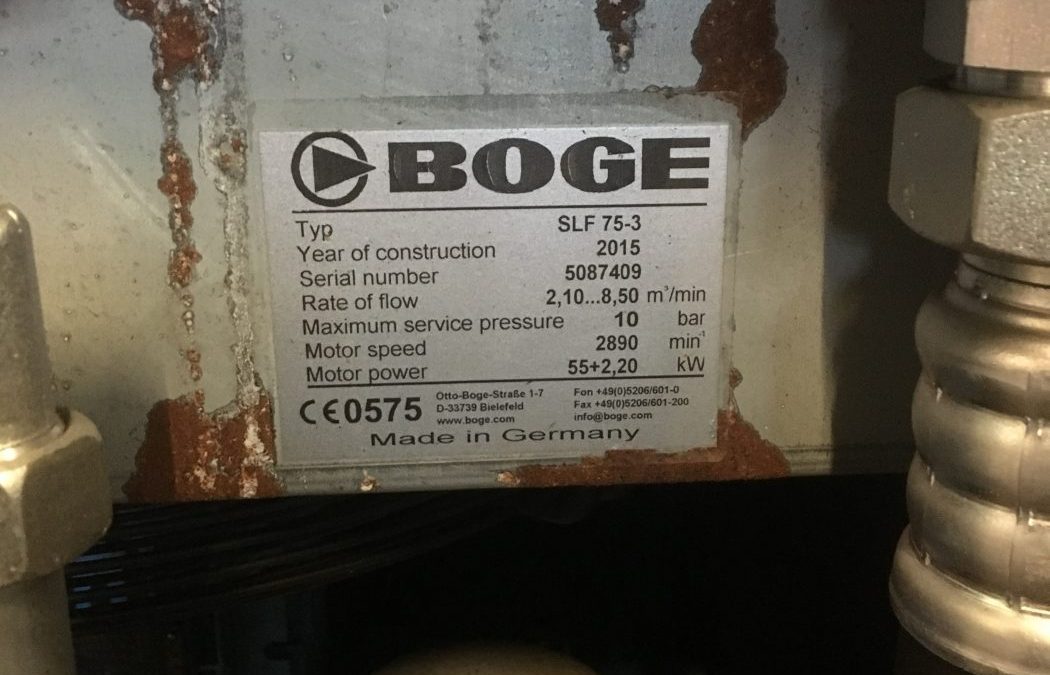 BOGE
Typ SLF 75-3
Year of construction 2015
Serial number 5087409
Rate of flow 2,10...8,50 m³/min
Maximum service pressure 10 bar
Motor speed 2890 min⁻¹
Motor power 55+2,20 kW
CE0575
Otto-Boge-Straße 1-7
D-33739 Bielefeld
www.boge.com
Fon +49(0)5206/601-0
Fax +49(0)5206/601-200
info@boge.com
Made in Germany